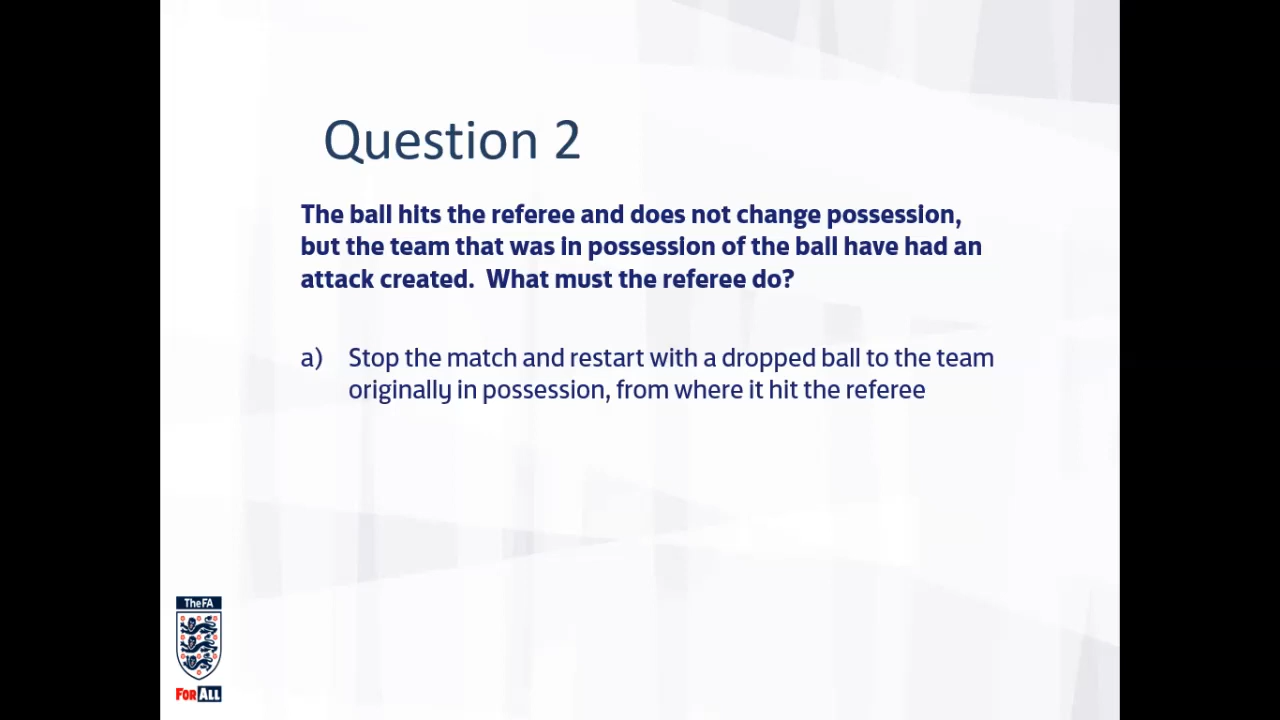 Question 2
The ball hits the referee and does not change possession,
but the team that was in possession of the ball have had an
attack created.  What must the referee do?
a) Stop the match and restart with a dropped ball to the team
originally in possession, from where it hit the referee
TheFA
FOR ALL